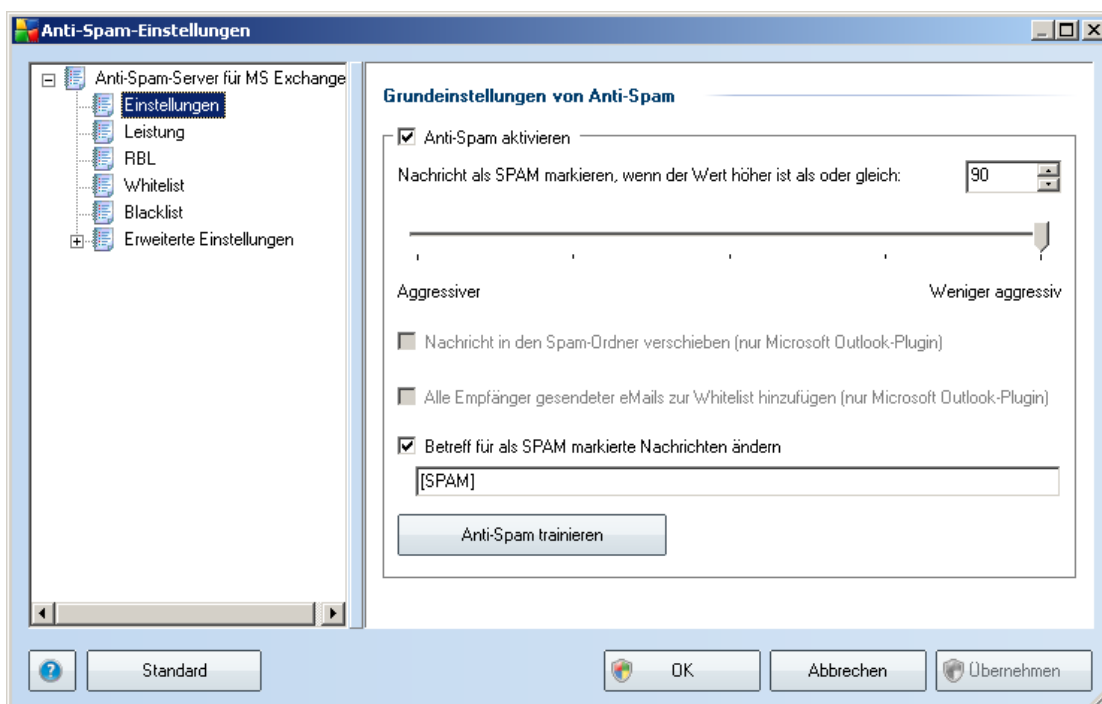 Anti-Spam-Einstellungen
Anti-Spam-Server für MS Exchange
Einstellungen
Leistung
RBL
Whitelist
Blacklist
Erweiterte Einstellungen
Grundeinstellungen von Anti-Spam
Anti-Spam aktivieren
Nachricht als SPAM markieren, wenn der Wert höher ist als oder gleich: 90
Aggressiver Weniger aggressiv
Nachricht in den Spam-Ordner verschieben (nur Microsoft Outlook-Plugin)
Alle Empfänger gesendeter eMails zur Whitelist hinzufügen (nur Microsoft Outlook-Plugin)
Betreff für als SPAM markierte Nachrichten ändern
[SPAM]
Anti-Spam trainieren
? Standard OK Abbrechen Übernehmen